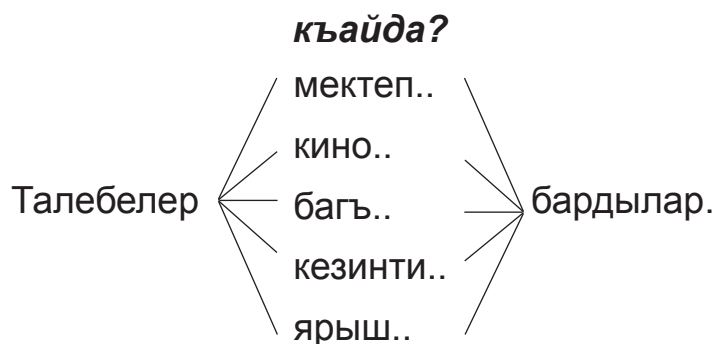 къайда?
мектеп..
кино..
Талебелер багъ.. бардылар.
кезинти..
ярыш..